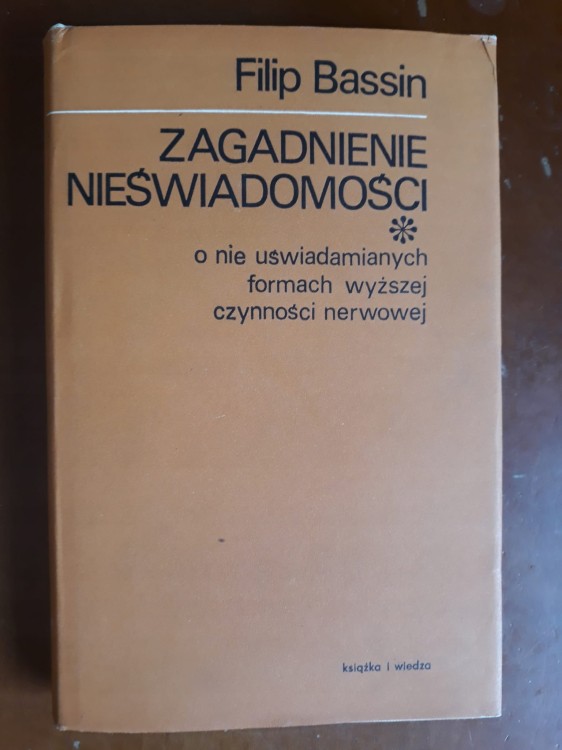 Filip Bassin
ZAGADNIENIE
NIEŚWIADOMOŚCI
o nie uświadamianych
formach wyższej
czynności nerwowej
książka i wiedza